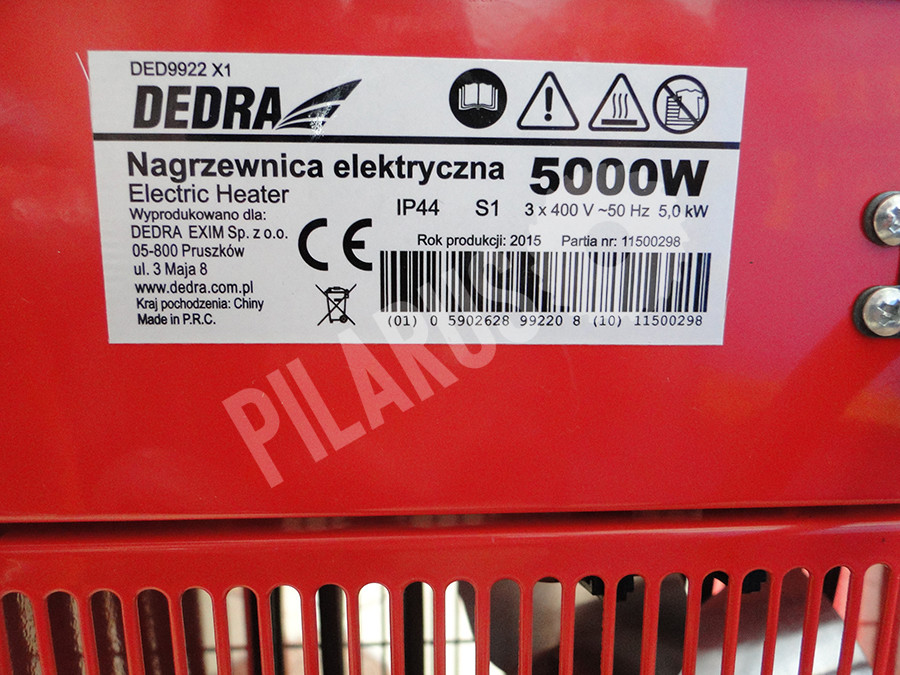 DED9922 X1
DEDRA
Nagrzewnica elektryczna 5000W
Electric Heater
IP44 S1 3 x 400 V ~50 Hz 5,0 kW
Wyprodukowano dla:
DEDRA EXIM Sp. z o.o.
05-800 Pruszków
ul. 3 Maja 8
www.dedra.com.pl
Kraj pochodzenia: Chiny
Made in P.R.C.
CE
Rok produkcji: 2015 Partia nr: 11500298
(01) 0 5902628 99220 8 (10) 11500298